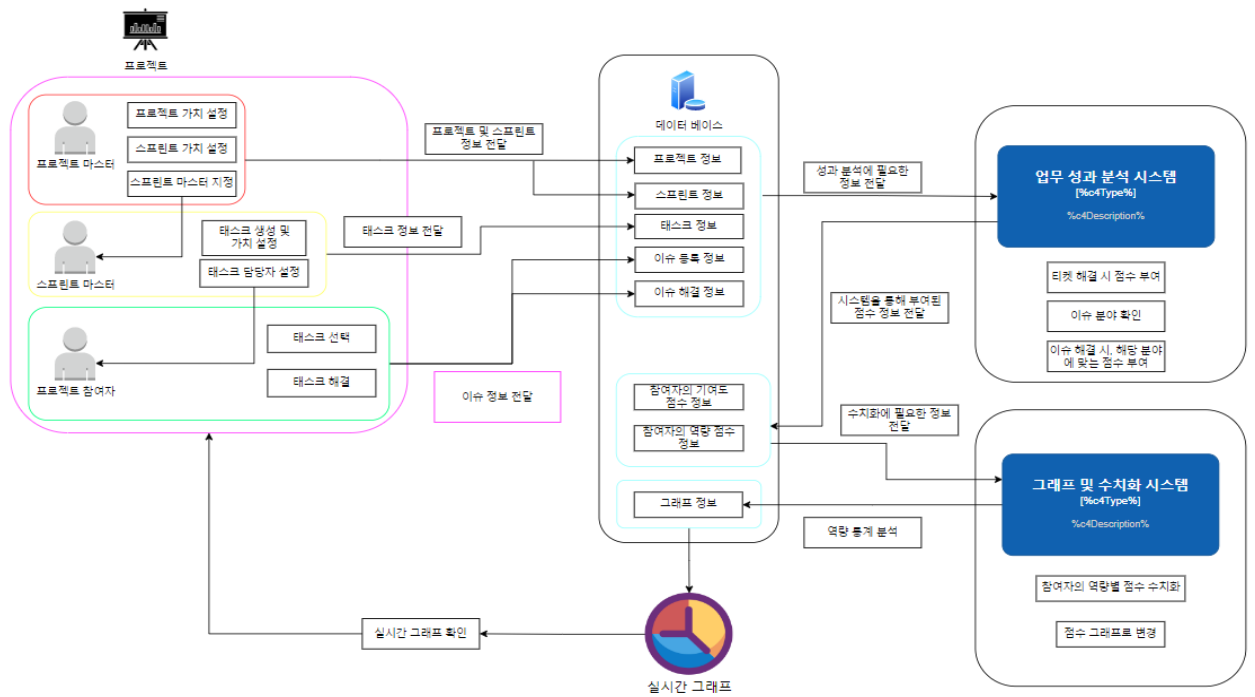 프로젝트
프로젝트 마스터
프로젝트 가치 설정
스프린트 가치 설정
스프린트 마스터 지정
스프린트 마스터
태스크 생성 및
가치 설정
태스크 담당자 설정
프로젝트 참여자
태스크 선택
태스크 해결
프로젝트 및 스프린트
정보 전달
태스크 정보 전달
이슈 정보 전달
데이터 베이스
프로젝트 정보
스프린트 정보
태스크 정보
이슈 등록 정보
이슈 해결 정보
참여자의 기여도
점수 정보
참여자의 역량 점수
정보
그래프 정보
성과 분석에 필요한
정보 전달
시스템을 통해 부여된
점수 정보 전달
수치화에 필요한 정보
전달
역량 통계 분석
업무 성과 분석 시스템
[%c4Type%]
%c4Description%
티켓 해결 시 점수 부여
이슈 분야 확인
이슈 해결 시, 해당 분야
에 맞는 점수 부여
그래프 및 수치화 시스템
[%c4Type%]
%c4Description%
참여자의 역량별 점수 수치화
점수 그래프로 변경
실시간 그래프 확인
실시간 그래프